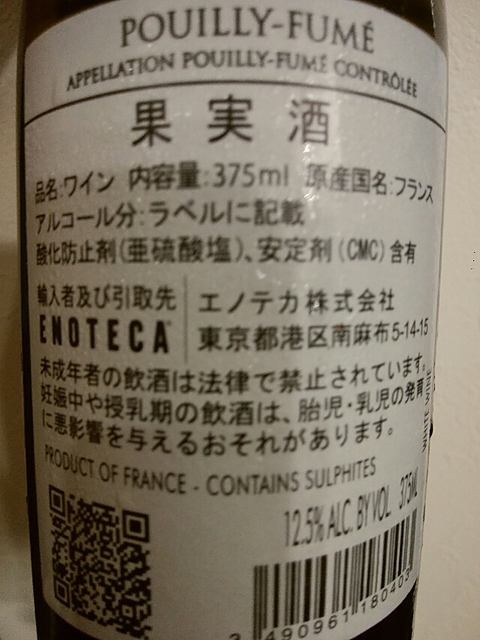 POUILLY-FUMÉ
APPELLATION POUILLY-FUMÉ CONTRÔLÉE
果実酒
品名:ワイン 内容量:375ml 原産国名:フランス
アルコール分:ラベルに記載
酸化防止剤(亜硫酸塩)、安定剤(CMC)含有
輸入者及び引取先 エノテカ株式会社
ENOTECA 東京都港区南麻布5-14-15
未成年者の飲酒は法律で禁止されています。
妊娠中や授乳期の飲酒は、胎児・乳児の発育
に悪影響を与えるおそれがあります。
PRODUCT OF FRANCE - CONTAINS SULPHITES
12.5% ALC. BY VOL 375ML
3 490961 180403